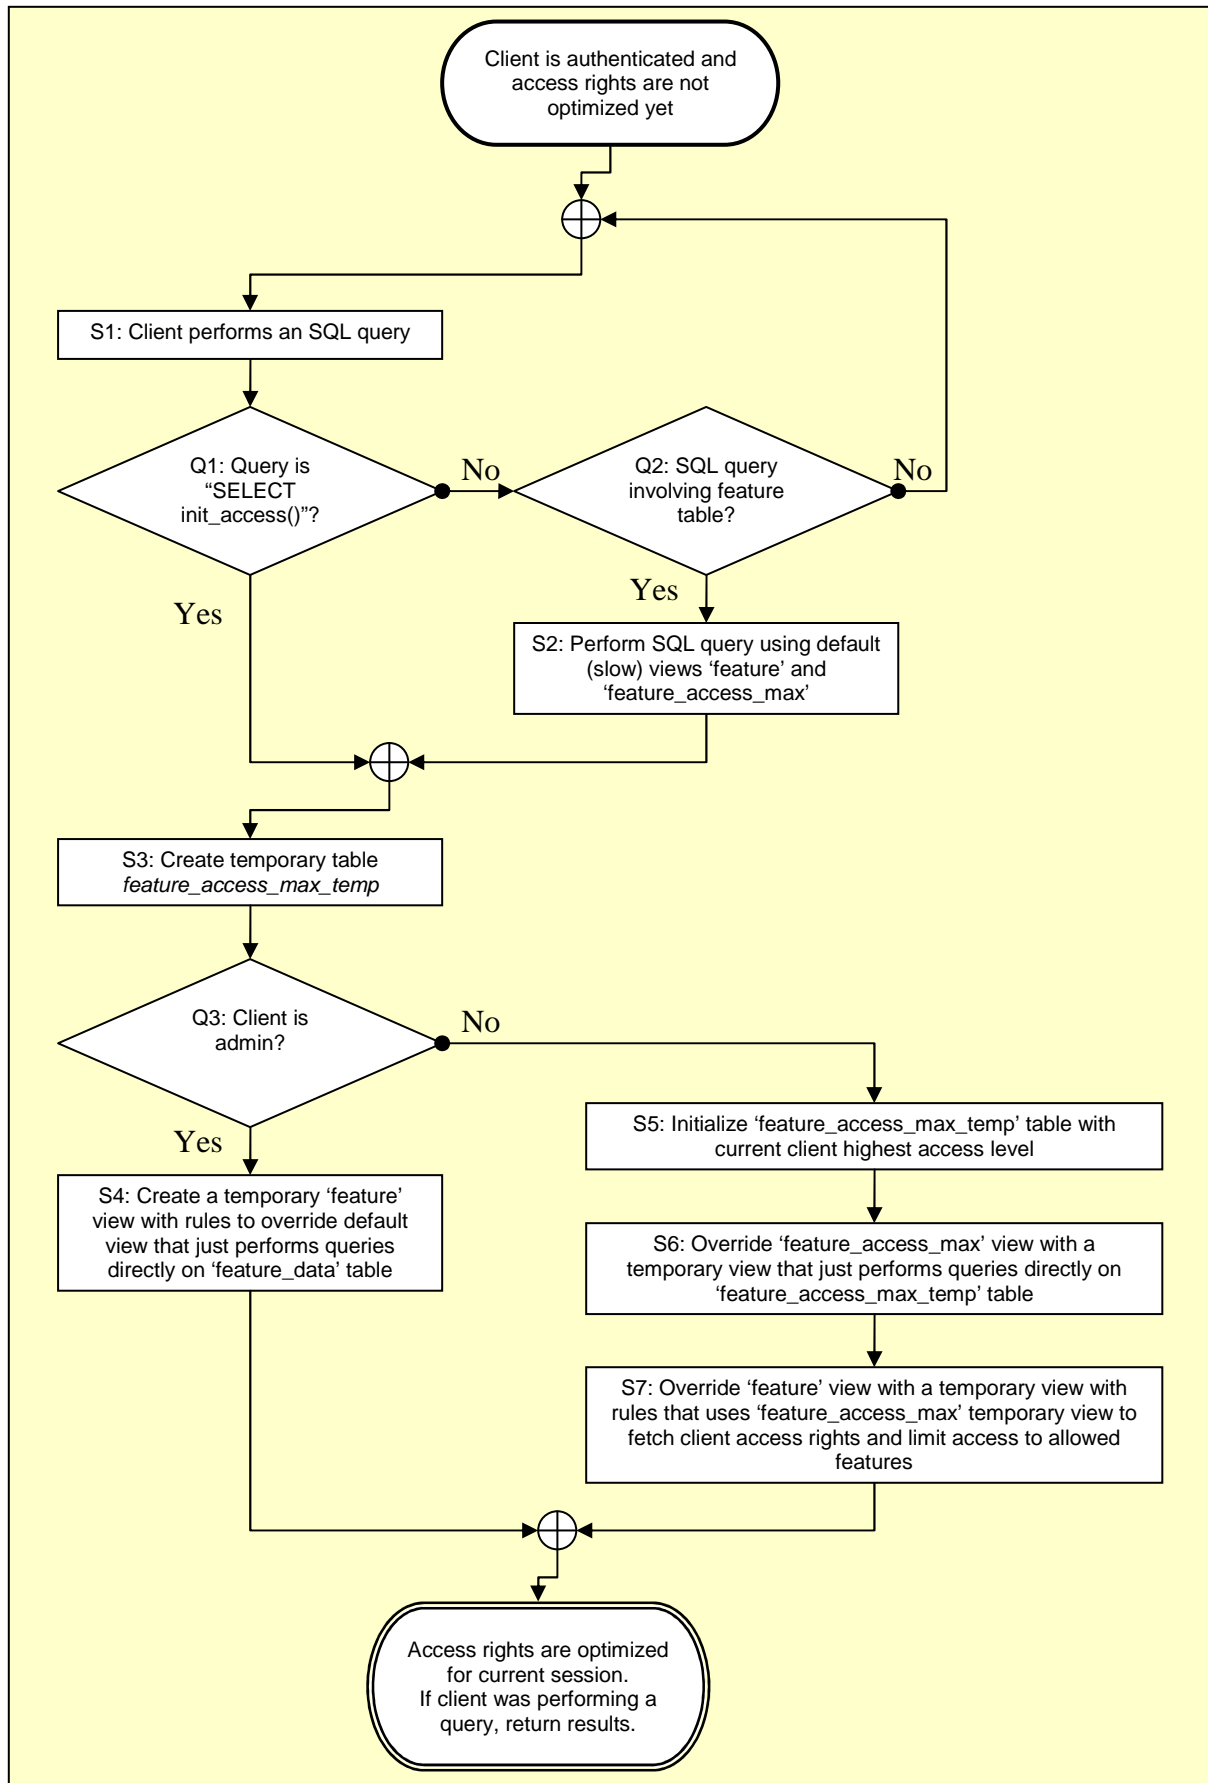 Client is authenticated and
access rights are not
optimized yet
S1: Client performs an SQL query
Q1: Query is
“SELECT
init_access()”?
No
Q2: SQL query
involving feature
table?
No
Yes
Yes
S2: Perform SQL query using default
(slow) views ‘feature’ and
‘feature_access_max’
S3: Create temporary table
feature_access_max_temp
Q3: Client is
admin?
No
Yes
S5: Initialize ‘feature_access_max_temp’ table with
current client highest access level
S4: Create a temporary ‘feature’
view with rules to override default
view that just performs queries
directly on ‘feature_data’ table
S6: Override ‘feature_access_max’ view with a
temporary view that just performs queries directly on
‘feature_access_max_temp’ table
S7: Override ‘feature’ view with a temporary view with
rules that uses ‘feature_access_max’ temporary view to
fetch client access rights and limit access to allowed
features
Access rights are optimized
for current session.
If client was performing a
query, return results.